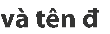 và tên đ